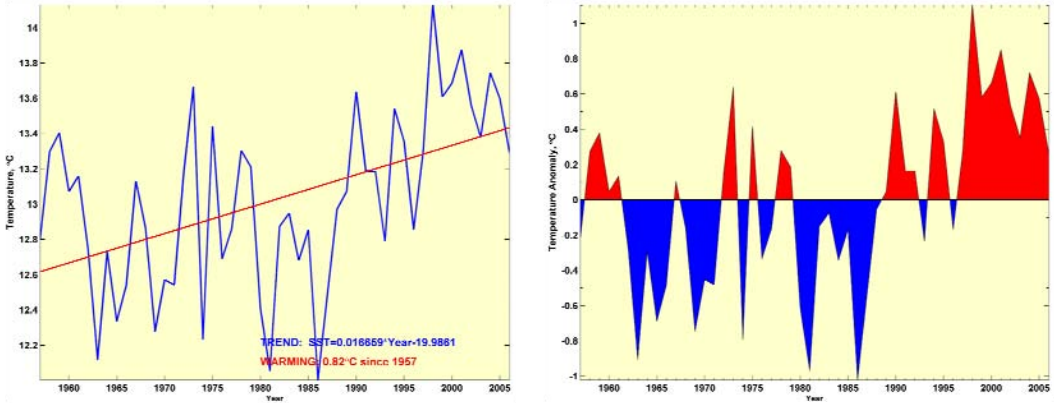 14
13.8
13.6
13.4
13.2
13
12.8
12.6
12.4
12.2
Temperature, °C
TREND: SST=0.016659*Year-19.9861
WARMING: 0.82°C since 1957
1960 1965 1970 1975 1980 1985 1990 1995 2000 2005
Year
1
0.8
0.6
0.4
0.2
0
-0.2
-0.4
-0.6
-0.8
-1
Temperature Anomaly, °C
1960 1965 1970 1975 1980 1985 1990 1995 2000 2005
Year